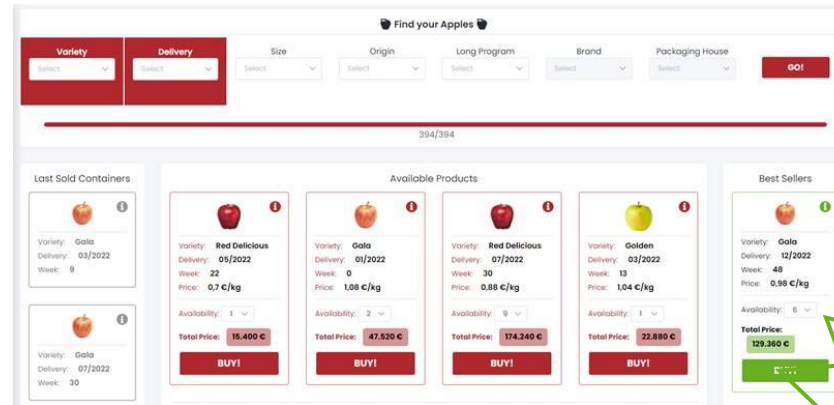 Find your Apples
Variety Delivery Size Origin Long Program Brand Packaging House
Select Select Select Select Select Select Select GO!
394/394
Last Sold Containers
Variety: Gala
Delivery: 03/2022
Week: 9
Variety: Gala
Delivery: 07/2022
Week: 30
Available Products
Variety: Red Delicious
Delivery: 05/2022
Week: 22
Price: 0,7 €/kg
Availability: 1
Total Price: 15.400 €
BUY!
Variety: Gala
Delivery: 01/2022
Week: 0
Price: 1,08 €/kg
Availability: 2
Total Price: 47.520 €
BUY!
Variety: Red Delicious
Delivery: 07/2022
Week: 30
Price: 0,88 €/kg
Availability: 9
Total Price: 174.240 €
BUY!
Variety: Golden
Delivery: 03/2022
Week: 13
Price: 1,04 €/kg
Availability: 1
Total Price: 22.880 €
BUY!
Best Sellers
Variety: Gala
Delivery: 12/2022
Week: 48
Price: 0,98 €/kg
Availability: 6
Total Price:
129.360 €